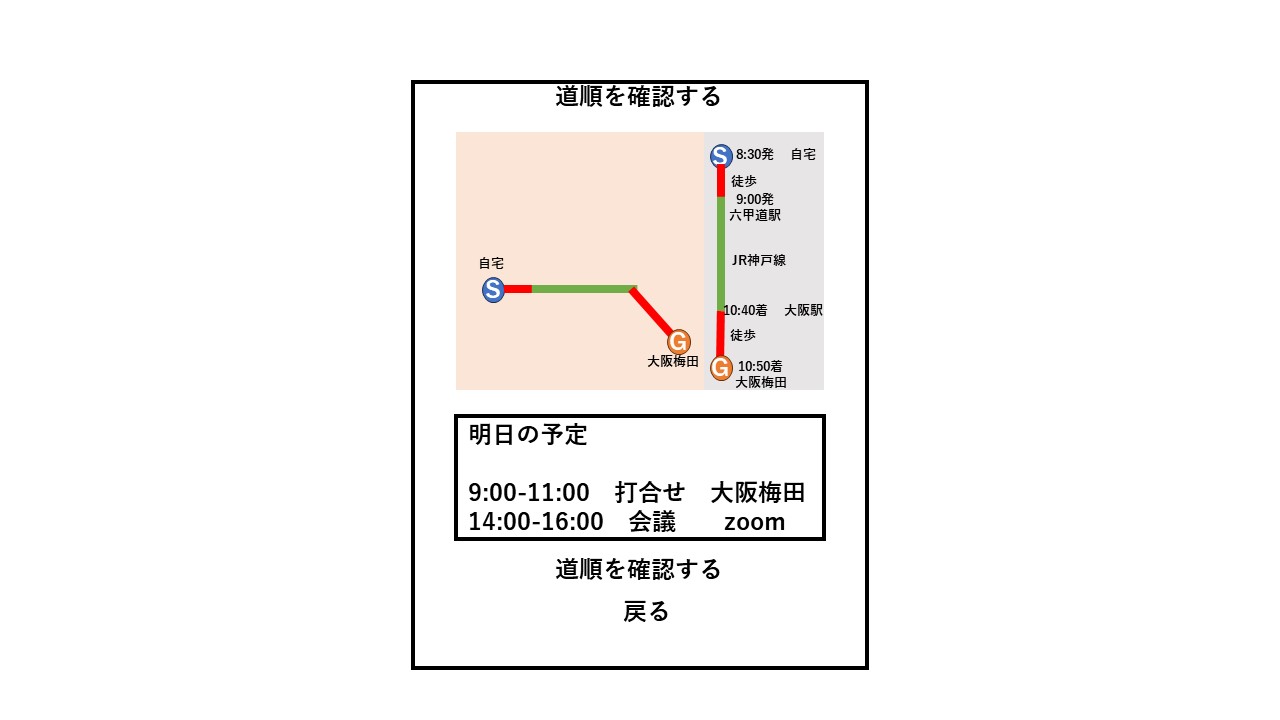 道順を確認する
S 8:30発 自宅
徒歩
9:00発
六甲道駅
JR神戸線
10:40着 大阪駅
徒歩
G 10:50着
大阪梅田
自宅
S
G
大阪梅田
明日の予定
9:00-11:00 打合せ 大阪梅田
14:00-16:00 会議 zoom
道順を確認する
戻る